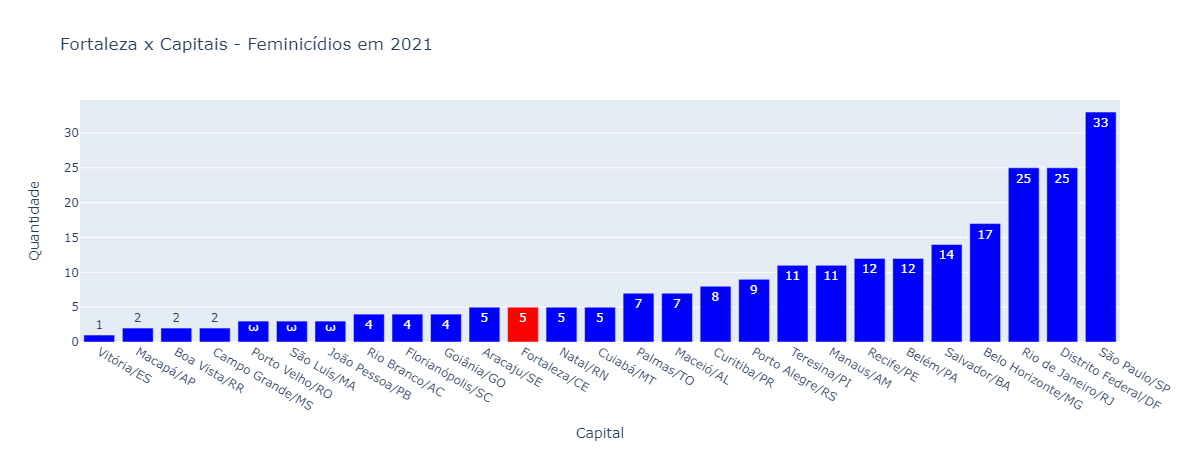 Fortaleza x Capitais - Feminicídios em 2021
Quantidade
30
25
20
15
10
5
0
1
2
2
2
3
3
3
4
4
4
5
5
5
5
7
7
8
9
11
11
12
12
14
17
25
25
33
Vitória/ES
Macapá/AP
Boa Vista/RR
Campo Grande/MS
Porto Velho/RO
São Luís/MA
João Pessoa/PB
Rio Branco/AC
Florianópolis/SC
Goiânia/GO
Aracaju/SE
Fortaleza/CE
Natal/RN
Cuiabá/MT
Palmas/TO
Maceió/AL
Curitiba/PR
Porto Alegre/RS
Teresina/PI
Manaus/AM
Recife/PE
Belém/PA
Salvador/BA
Belo Horizonte/MG
Rio de Janeiro/RJ
Distrito Federal/DF
São Paulo/SP
Capital